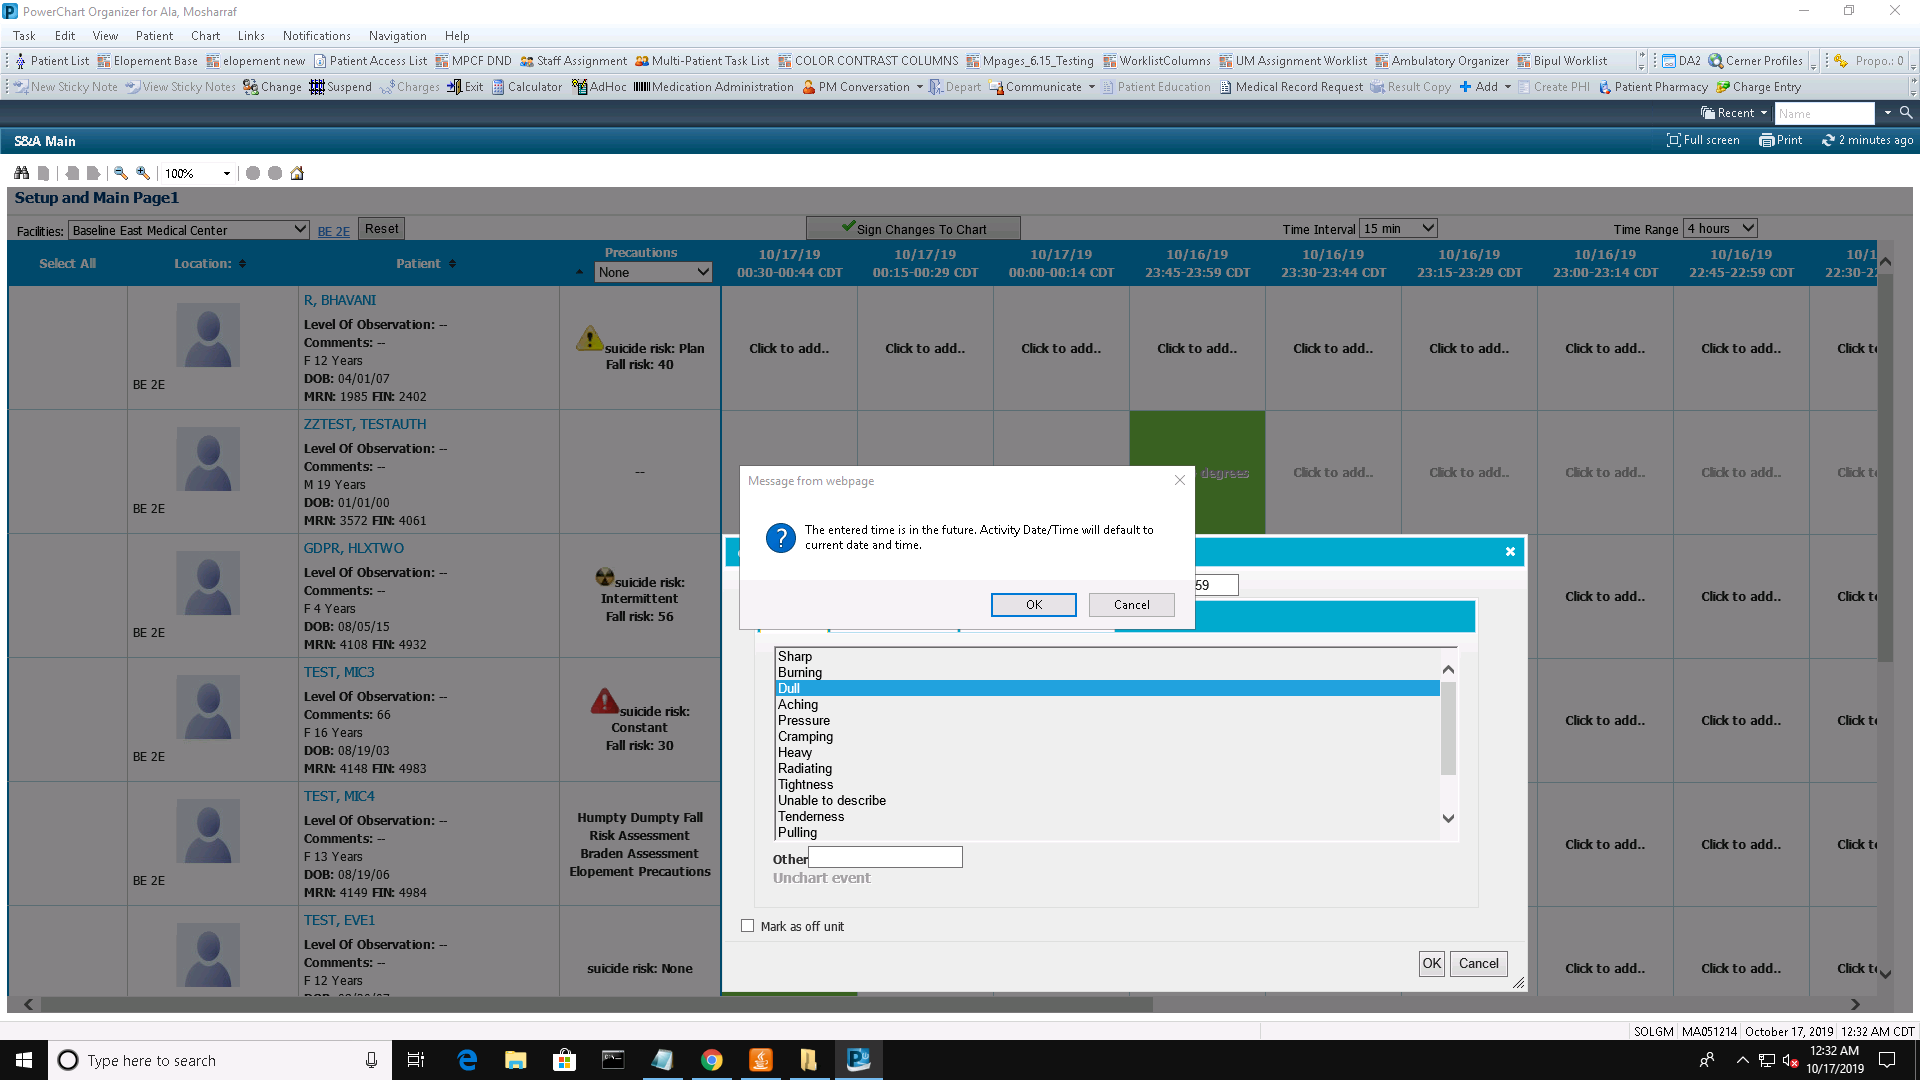 PowerChart Organizer for Ala, Mosharraf
Task Edit View Patient Chart Links Notifications Navigation Help
Patient List Elopement Base elopement new Patient Access List MPCF DND Staff Assignment Multi-Patient Task List COLOR CONTRAST COLUMNS Mpages_6.15_Testing WorklistColumns UM Assignment Worklist Ambulatory Organizer Bipul Worklist DA2 Cerner Profiles Propo.: 0
New Sticky Note View Sticky Notes Change Suspend Charges Exit Calculator AdHoc Medication Administration PM Conversation Depart Communicate Patient Education Medical Record Request Result Copy Add Create PHI Patient Pharmacy Charge Entry
Recent Name
S&A Main Full screen Print 2 minutes ago
100%
Setup and Main Page1
Facilities: Baseline East Medical Center BE 2E Reset Sign Changes To Chart Time Interval 15 min Time Range 4 hours
Select All Location: Patient Precautions None
10/17/19 10/17/19 10/17/19 10/16/19 10/16/19 10/16/19 10/16/19 10/16/19 10/1
00:30-00:44 CDT 00:15-00:29 CDT 00:00-00:14 CDT 23:45-23:59 CDT 23:30-23:44 CDT 23:15-23:29 CDT 23:00-23:14 CDT 22:45-22:59 CDT 22:30-2
R, BHAVANI
Level Of Observation: --
Comments: --
F 12 Years
DOB: 04/01/07
MRN: 1985 FIN: 2402
BE 2E
suicide risk: Plan
Fall risk: 40
Click to add.. Click to add.. Click to add.. Click to add.. Click to add.. Click to add.. Click to add.. Click to add.. Click t
ZZTEST, TESTAUTH
Level Of Observation: --
Comments: --
M 19 Years
DOB: 01/01/00
MRN: 3572 FIN: 4061
BE 2E
--
degrees Click to add.. Click to add.. Click to add.. Click to add.. Click t
GDPR, HLXTWO
Level Of Observation: --
Comments: --
F 4 Years
DOB: 08/05/15
MRN: 4108 FIN: 4932
BE 2E
suicide risk:
Intermittent
Fall risk: 56
Click to add.. Click to add.. Click t
TEST, MIC3
Level Of Observation: --
Comments: 66
F 16 Years
DOB: 08/19/03
MRN: 4148 FIN: 4983
BE 2E
suicide risk:
Constant
Fall risk: 30
Click to add.. Click to add.. Click t
TEST, MIC4
Level Of Observation: --
Comments: --
F 13 Years
DOB: 08/19/06
MRN: 4149 FIN: 4984
BE 2E
Humpty Dumpty Fall
Risk Assessment
Braden Assessment
Elopement Precautions
Click to add.. Click to add.. Click t
TEST, EVE1
Level Of Observation: --
Comments: --
F 12 Years
suicide risk: None
Click to add.. Click to add.. Click t
Message from webpage
The entered time is in the future. Activity Date/Time will default to
current date and time.
OK Cancel
59
Sharp
Burning
Dull
Aching
Pressure
Cramping
Heavy
Radiating
Tightness
Unable to describe
Tenderness
Pulling
Other
Unchart event
Mark as off unit
OK Cancel
SOLGM MA051214 October 17, 2019 12:32 AM CDT
Type here to search
12:32 AM
10/17/2019